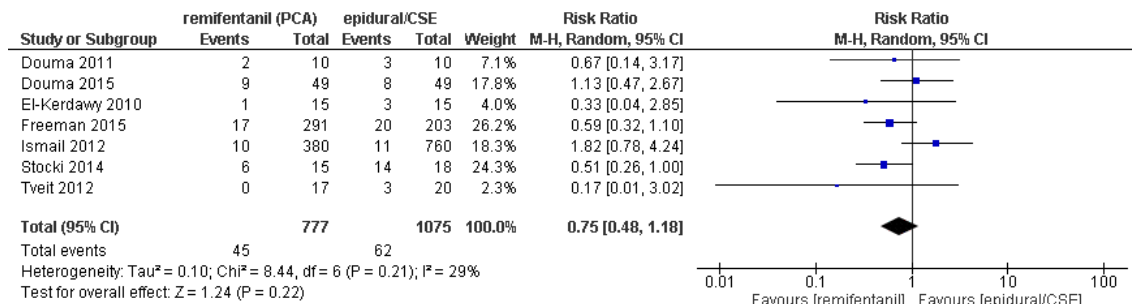 remifentanil (PCA) epidural/CSE Risk Ratio Risk Ratio
Study or Subgroup Events Total Events Total Weight M-H, Random, 95% CI M-H, Random, 95% CI
Douma 2011 2 10 3 10 7.1% 0.67 [0.14, 3.17]
Douma 2015 9 49 8 49 17.8% 1.13 [0.47, 2.67]
El-Kerdawy 2010 1 15 3 15 4.0% 0.33 [0.04, 2.85]
Freeman 2015 17 291 20 203 26.2% 0.59 [0.32, 1.10]
Ismail 2012 10 380 11 760 18.3% 1.82 [0.78, 4.24]
Stocki 2014 6 15 14 18 24.3% 0.51 [0.26, 1.00]
Tveit 2012 0 17 3 20 2.3% 0.17 [0.01, 3.02]
Total (95% CI) 777 1075 100.0% 0.75 [0.48, 1.18]
Total events 45 62
Heterogeneity: Tau² = 0.10; Chi² = 8.44, df = 6 (P = 0.21); I² = 29%
Test for overall effect: Z = 1.24 (P = 0.22)
0.01 0.1 1 10 100
Favours [remifentanil] Favours [epidural/CSE]